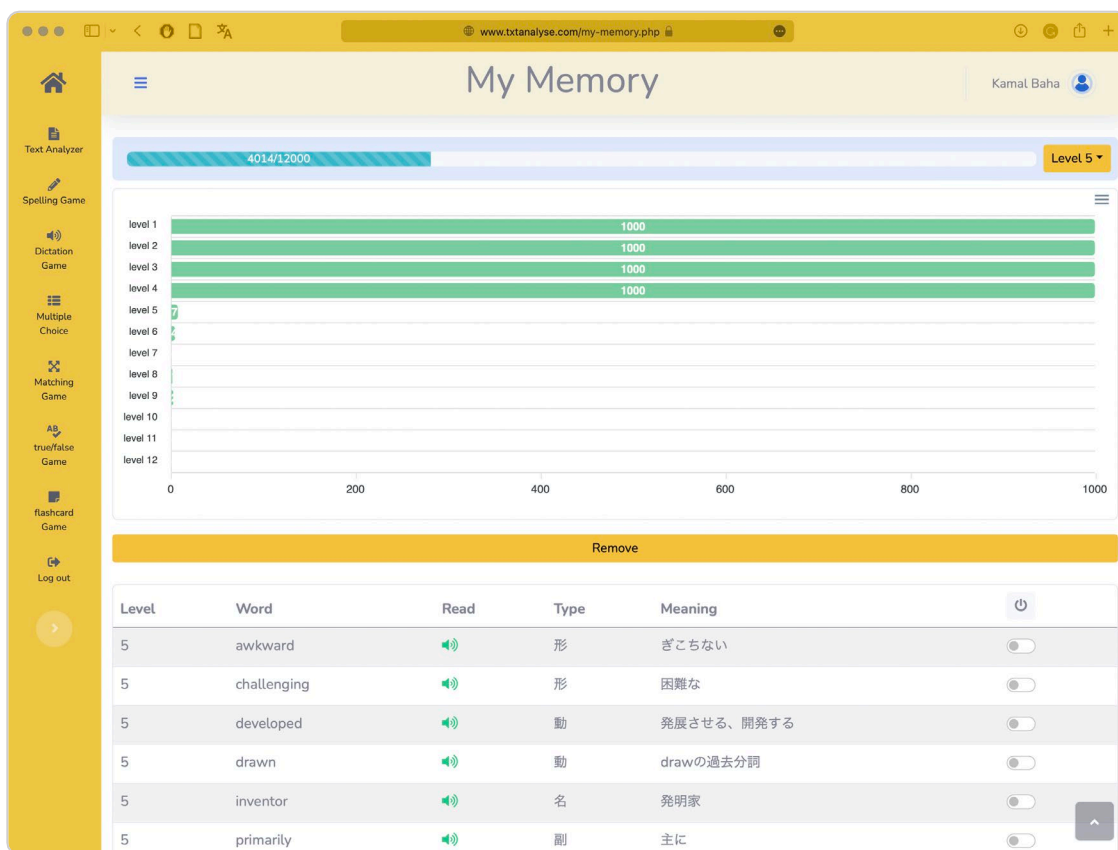 www.txtanalyse.com/my-memory.php
My Memory
Kamal Baha
Text Analyzer
Spelling Game
Dictation
Game
Multiple
Choice
Matching
Game
AB
true/false
Game
flashcard
Game
Log out
4014/12000
Level 5
level 1 1000
level 2 1000
level 3 1000
level 4 1000
level 5 7
level 6
level 7
level 8
level 9
level 10
level 11
level 12
0 200 400 600 800 1000
Remove
Level Word Read Type Meaning
5 awkward 形 ぎこちない
5 challenging 形 困難な
5 developed 動 発展させる、開発する
5 drawn 動 drawの過去分詞
5 inventor 名 発明家
5 primarily 副 主に